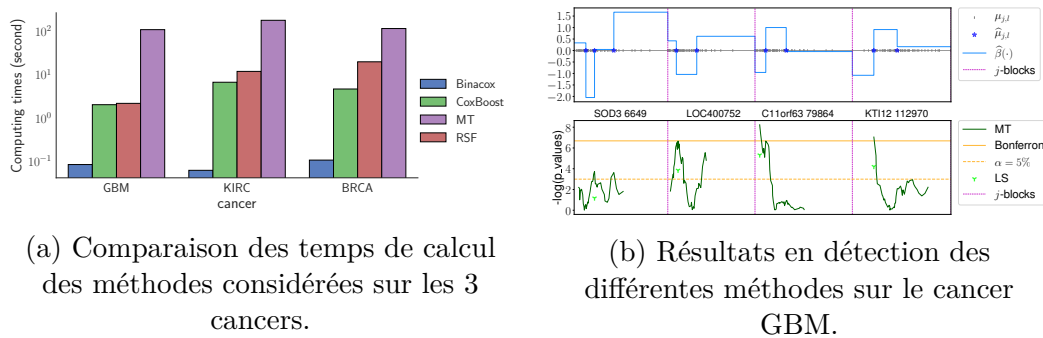 Computing times (second)
10²
10¹
10⁰
10⁻¹
GBM
KIRC
BRCA
cancer
Binacox
CoxBoost
MT
RSF
(a) Comparaison des temps de calcul
des méthodes considérées sur les 3
cancers.
1.5
1.0
0.5
0.0
−0.5
−1.0
−1.5
−2.0
μ_{j,l}
μ̂_{j,l}
β̂(·)
j-blocks
SOD3 6649
LOC400752
C11orf63 79864
KTI12 112970
-log(p_values)
8
6
4
2
0
MT
Bonferron
α = 5%
LS
j-blocks
(b) Résultats en détection des
différentes méthodes sur le cancer
GBM.